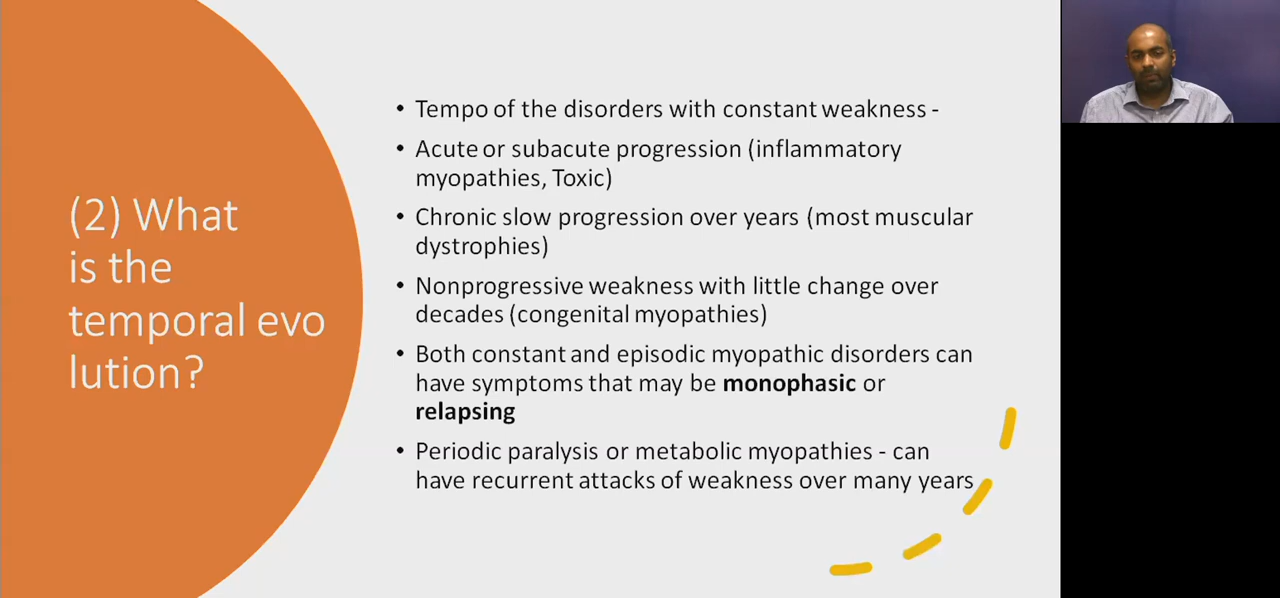 (2) What
is the
temporal evo
lution?
• Tempo of the disorders with constant weakness -
• Acute or subacute progression (inflammatory
myopathies, Toxic)
• Chronic slow progression over years (most muscular
dystrophies)
• Nonprogressive weakness with little change over
decades (congenital myopathies)
• Both constant and episodic myopathic disorders can
have symptoms that may be monophasic or
relapsing
• Periodic paralysis or metabolic myopathies - can
have recurrent attacks of weakness over many years